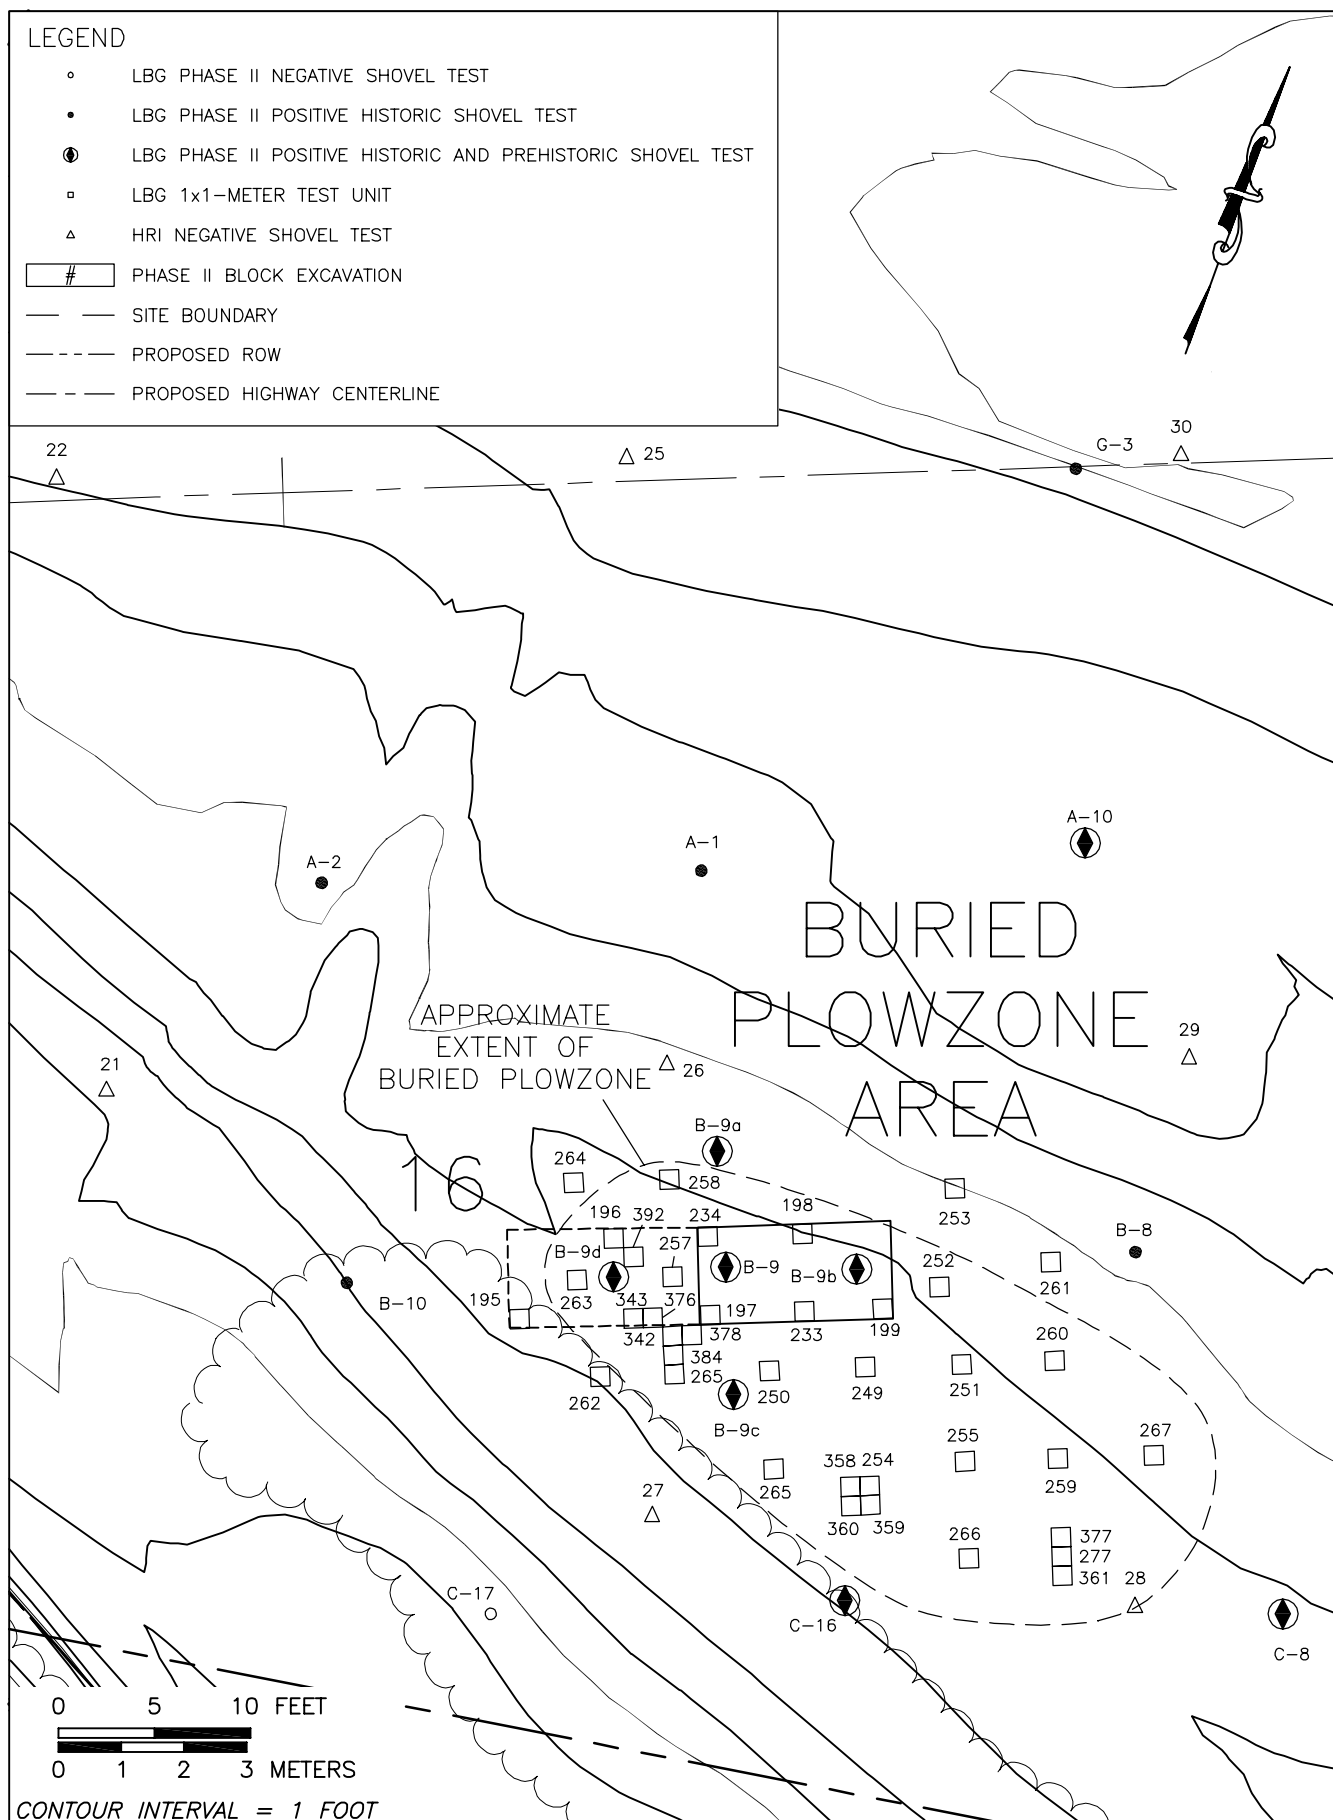 LEGEND
LBG PHASE II NEGATIVE SHOVEL TEST
LBG PHASE II POSITIVE HISTORIC SHOVEL TEST
LBG PHASE II POSITIVE HISTORIC AND PREHISTORIC SHOVEL TEST
LBG 1x1-METER TEST UNIT
HRI NEGATIVE SHOVEL TEST
# PHASE II BLOCK EXCAVATION
SITE BOUNDARY
PROPOSED ROW
PROPOSED HIGHWAY CENTERLINE
22
25
G-3
30
A-10
A-1
A-2
BURIED
PLOWZONE
AREA
APPROXIMATE
EXTENT OF
BURIED PLOWZONE
26
29
21
B-9a
264
258
16
253
196
392
234
198
B-8
B-9d
257
B-9
B-9b
252
261
195
B-10
263
343
376
197
342
378
233
199
260
384
265
262
250
249
251
B-9c
255
267
358
254
265
259
27
360
359
266
377
277
361
28
C-17
C-16
C-8
0 5 10 FEET
0 1 2 3 METERS
CONTOUR INTERVAL = 1 FOOT